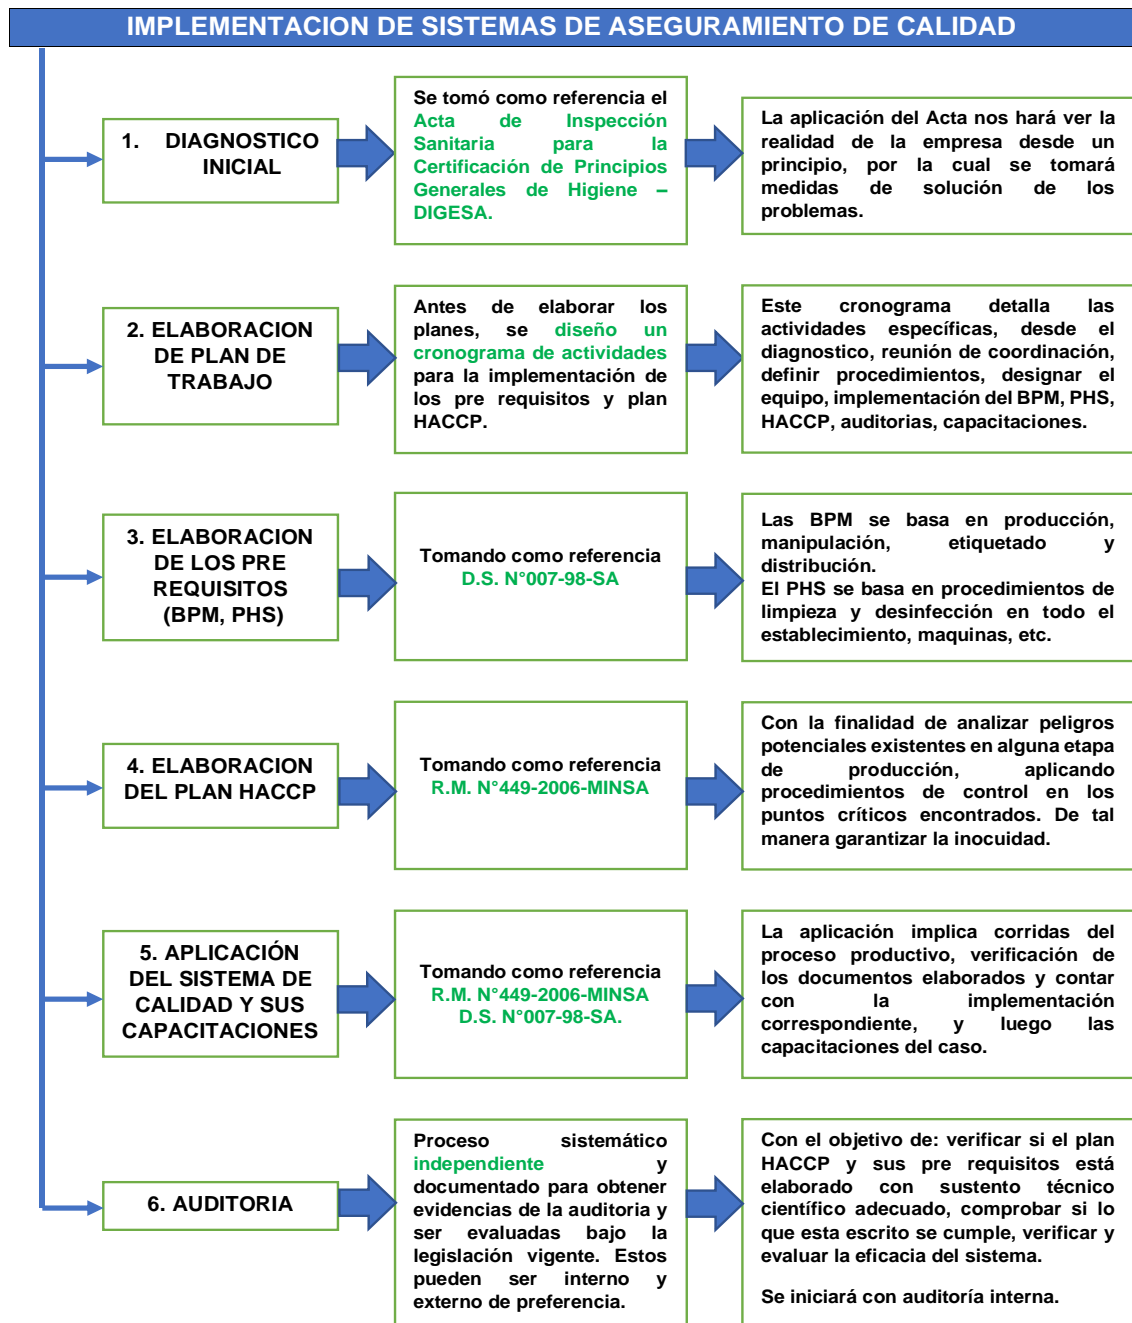 IMPLEMENTACION DE SISTEMAS DE ASEGURAMIENTO DE CALIDAD
1. DIAGNOSTICO
INICIAL
Se tomó como referencia el
Acta de Inspección
Sanitaria para la
Certificación de Principios
Generales de Higiene –
DIGESA.
La aplicación del Acta nos hará ver la
realidad de la empresa desde un
principio, por la cual se tomará
medidas de solución de los
problemas.
2. ELABORACION
DE PLAN DE
TRABAJO
Antes de elaborar los
planes, se diseño un
cronograma de actividades
para la implementación de
los pre requisitos y plan
HACCP.
Este cronograma detalla las
actividades específicas, desde el
diagnostico, reunión de coordinación,
definir procedimientos, designar el
equipo, implementación del BPM, PHS,
HACCP, auditorias, capacitaciones.
3. ELABORACION
DE LOS PRE
REQUISITOS
(BPM, PHS)
Tomando como referencia
D.S. N°007-98-SA
Las BPM se basa en producción,
manipulación, etiquetado y
distribución.
El PHS se basa en procedimientos de
limpieza y desinfección en todo el
establecimiento, maquinas, etc.
4. ELABORACION
DEL PLAN HACCP
Tomando como referencia
R.M. N°449-2006-MINSA
Con la finalidad de analizar peligros
potenciales existentes en alguna etapa
de producción, aplicando
procedimientos de control en los
puntos críticos encontrados. De tal
manera garantizar la inocuidad.
5. APLICACIÓN
DEL SISTEMA DE
CALIDAD Y SUS
CAPACITACIONES
Tomando como referencia
R.M. N°449-2006-MINSA
D.S. N°007-98-SA.
La aplicación implica corridas del
proceso productivo, verificación de
los documentos elaborados y contar
con la implementación
correspondiente, y luego las
capacitaciones del caso.
6. AUDITORIA
Proceso sistemático
independiente y
documentado para obtener
evidencias de la auditoria y
ser evaluadas bajo la
legislación vigente. Estos
pueden ser interno y
externo de preferencia.
Con el objetivo de: verificar si el plan
HACCP y sus pre requisitos está
elaborado con sustento técnico
científico adecuado, comprobar si lo
que esta escrito se cumple, verificar y
evaluar la eficacia del sistema.
Se iniciará con auditoría interna.